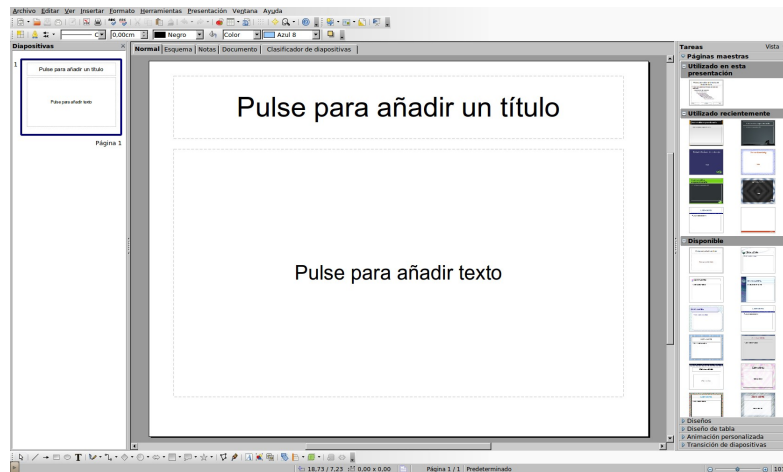 Archivo Editar Ver Insertar Formato Herramientas Presentación Ventana Ayuda
0,00cm Negro Color Azul 8
Diapositivas
Normal Esquema Notas Documento Clasificador de diapositivas
1
Pulse para añadir un título
Pulse para añadir texto
Página 1
Pulse para añadir un título
Pulse para añadir texto
Tareas Vista
Páginas maestras
Utilizado en esta
presentación
Utilizado recientemente
Disponible
Diseños
Diseño de tabla
Animación personalizada
Transición de diapositivas
18,73 / 7,23 0,00 x 0,00 Página 1 / 1 Predeterminado